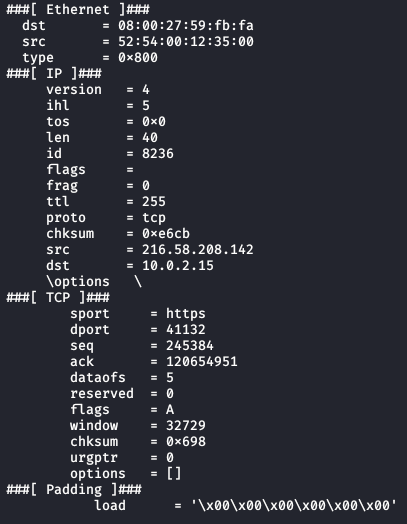 ###[ Ethernet ]###
dst = 08:00:27:59:fb:fa
src = 52:54:00:12:35:00
type = 0×800
###[ IP ]###
version = 4
ihl = 5
tos = 0×0
len = 40
id = 8236
flags =
frag = 0
ttl = 255
proto = tcp
chksum = 0×e6cb
src = 216.58.208.142
dst = 10.0.2.15
\options \
###[ TCP ]###
sport = https
dport = 41132
seq = 245384
ack = 120654951
dataofs = 5
reserved = 0
flags = A
window = 32729
chksum = 0×698
urgptr = 0
options = []
###[ Padding ]###
load = '\x00\x00\x00\x00\x00\x00'